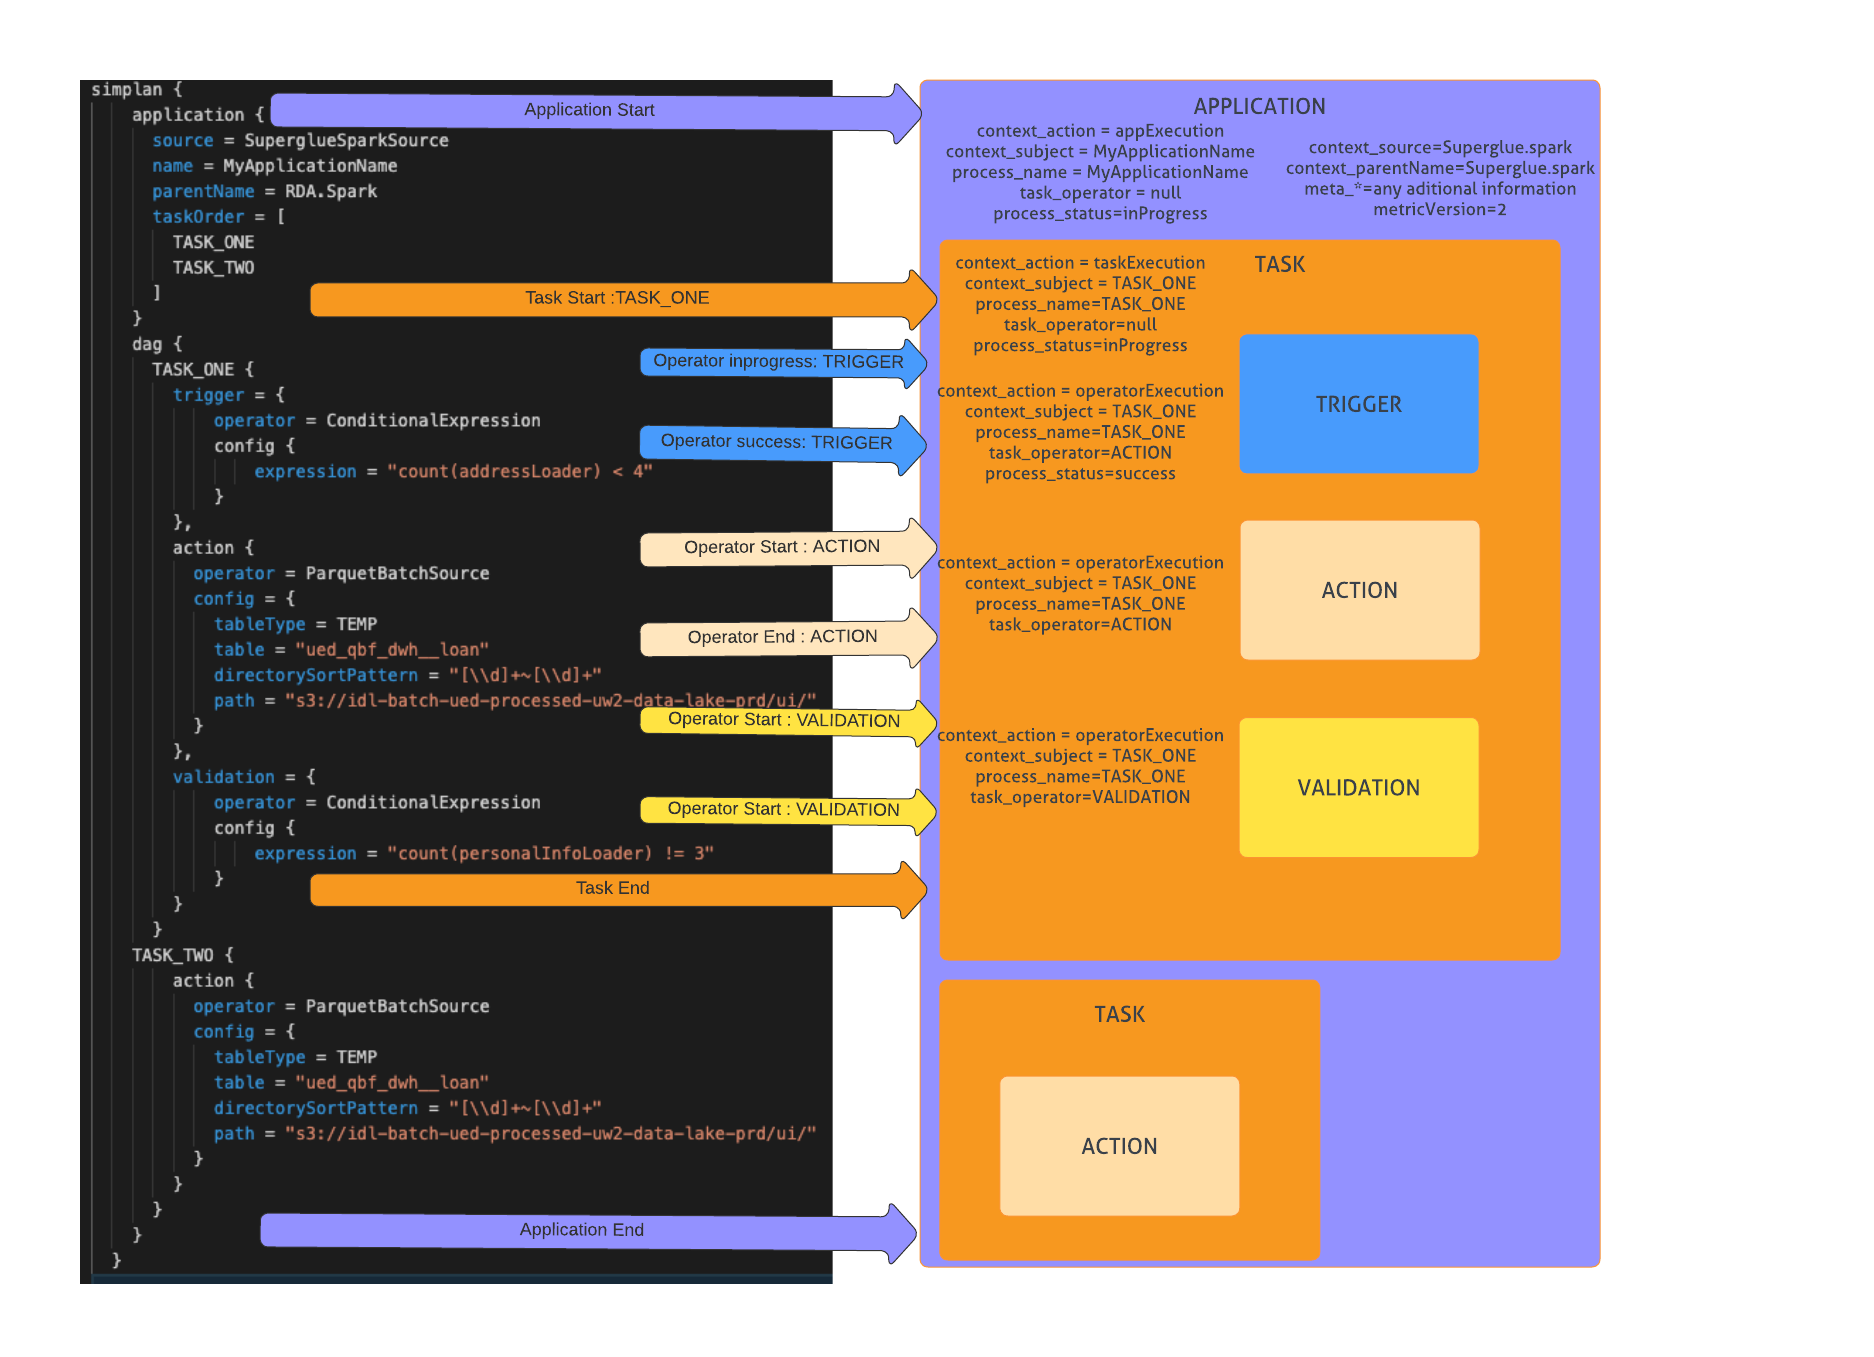 simplan {
application {
source = SuperglueSparkSource
name = MyApplicationName
parentName = RDA.Spark
taskOrder = [
TASK_ONE
TASK_TWO
]
}
dag {
TASK_ONE {
trigger = {
operator = ConditionalExpression
config {
expression = "count(addressLoader) < 4"
}
},
action {
operator = ParquetBatchSource
config = {
tableType = TEMP
table = "ued_qbf_dwh__loan"
directorySortPattern = "[\\d]+~[\\d]+"
path = "s3://idl-batch-ued-processed-uw2-data-lake-prd/ui/"
}
},
validation = {
operator = ConditionalExpression
config {
expression = "count(personalInfoLoader) != 3"
}
}
}
TASK_TWO {
action {
operator = ParquetBatchSource
config = {
tableType = TEMP
table = "ued_qbf_dwh__loan"
directorySortPattern = "[\\d]+~[\\d]+"
path = "s3://idl-batch-ued-processed-uw2-data-lake-prd/ui/"
}
}
}
}
}
Application Start
Task Start :TASK_ONE
Operator inprogress: TRIGGER
Operator success: TRIGGER
Operator Start : ACTION
Operator End : ACTION
Operator Start : VALIDATION
Operator Start : VALIDATION
Task End
Application End
APPLICATION
context_action = appExecution
context_subject = MyApplicationName
process_name = MyApplicationName
task_operator = null
process_status=inProgress
context_source=Superglue.spark
context_parentName=Superglue.spark
meta_*=any aditional information
metricVersion=2
TASK
context_action = taskExecution
context_subject = TASK_ONE
process_name=TASK_ONE
task_operator=null
process_status=inProgress
context_action = operatorExecution
context_subject = TASK_ONE
process_name=TASK_ONE
task_operator=ACTION
process_status=success
TRIGGER
context_action = operatorExecution
context_subject = TASK_ONE
process_name=TASK_ONE
task_operator=ACTION
ACTION
context_action = operatorExecution
context_subject = TASK_ONE
process_name=TASK_ONE
task_operator=VALIDATION
VALIDATION
TASK
ACTION